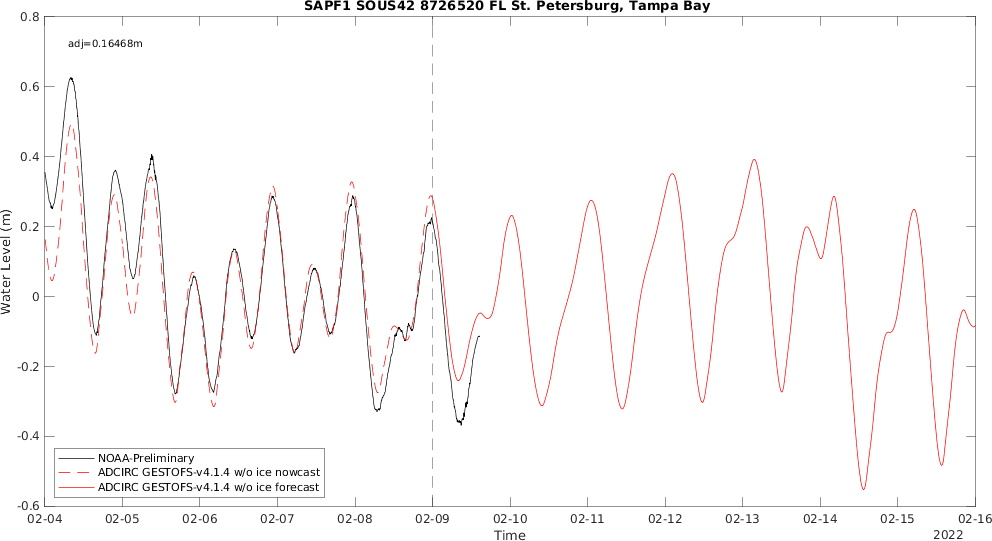 SAPF1 SOUS42 8726520 FL St. Petersburg, Tampa Bay
adj=0.16468m
0.8
0.6
0.4
0.2
0
-0.2
-0.4
-0.6
Water Level (m)
NOAA-Preliminary
ADCIRC GESTOFS-v4.1.4 w/o ice nowcast
ADCIRC GESTOFS-v4.1.4 w/o ice forecast
02-04 02-05 02-06 02-07 02-08 02-09 02-10 02-11 02-12 02-13 02-14 02-15 02-16
Time
2022